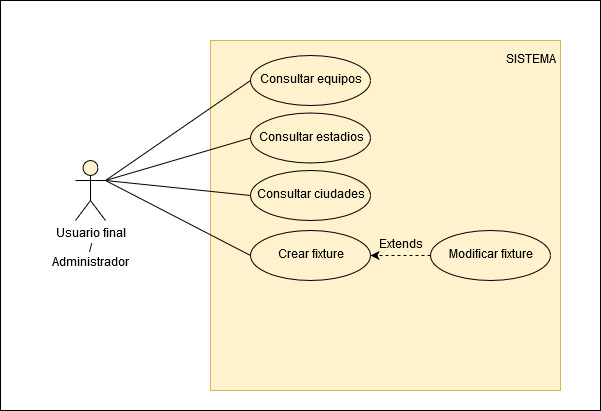 SISTEMA
Consultar equipos
Consultar estadios
Consultar ciudades
Usuario final
/
Administrador
Crear fixture
Extends
Modificar fixture